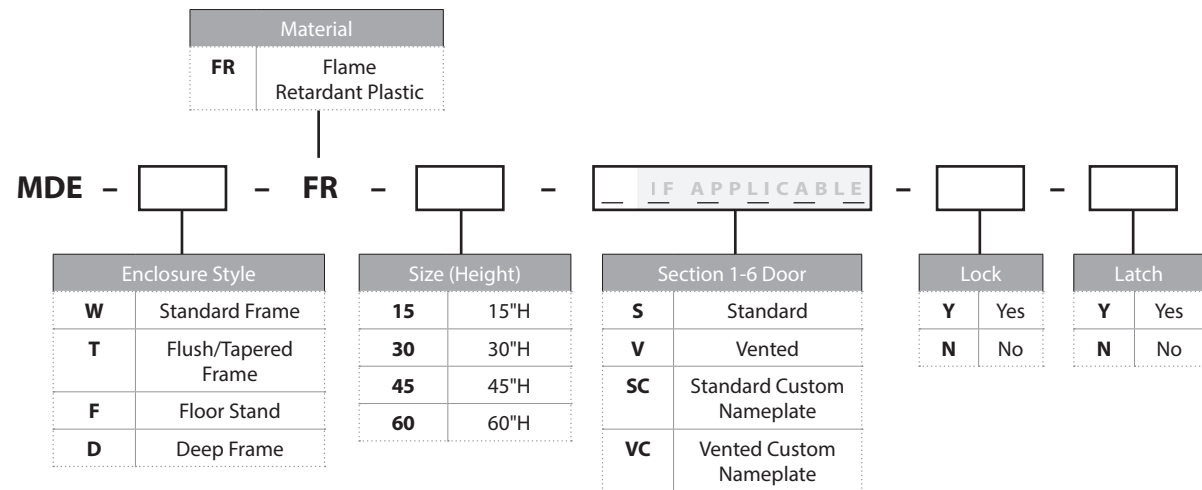 Material
FR Flame
Retardant Plastic
MDE – – FR – – IF APPLICABLE – –
Enclosure Style
W Standard Frame
T Flush/Tapered
Frame
F Floor Stand
D Deep Frame
Size (Height)
15 15"H
30 30"H
45 45"H
60 60"H
Section 1-6 Door
S Standard
V Vented
SC Standard Custom
Nameplate
VC Vented Custom
Nameplate
Lock
Y Yes
N No
Latch
Y Yes
N No